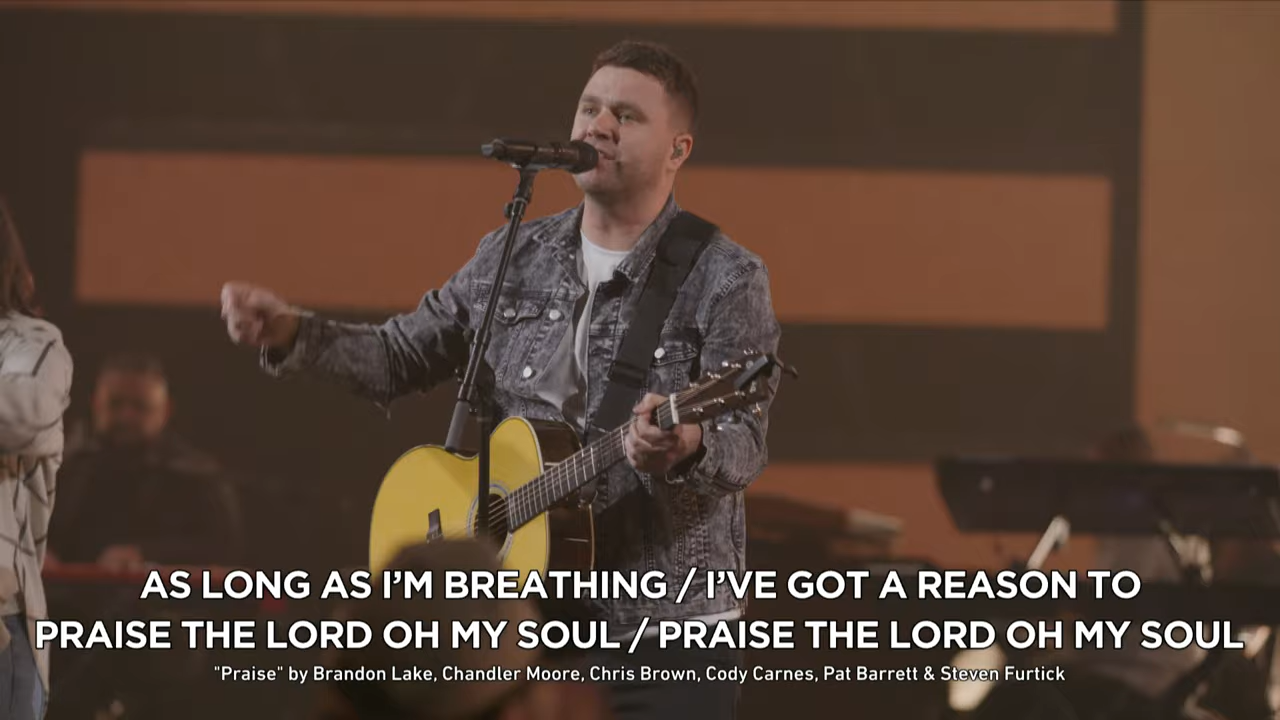 AS LONG AS I’M BREATHING / I’VE GOT A REASON TO
PRAISE THE LORD OH MY SOUL / PRAISE THE LORD OH MY SOUL
"Praise" by Brandon Lake, Chandler Moore, Chris Brown, Cody Carnes, Pat Barrett & Steven Furtick